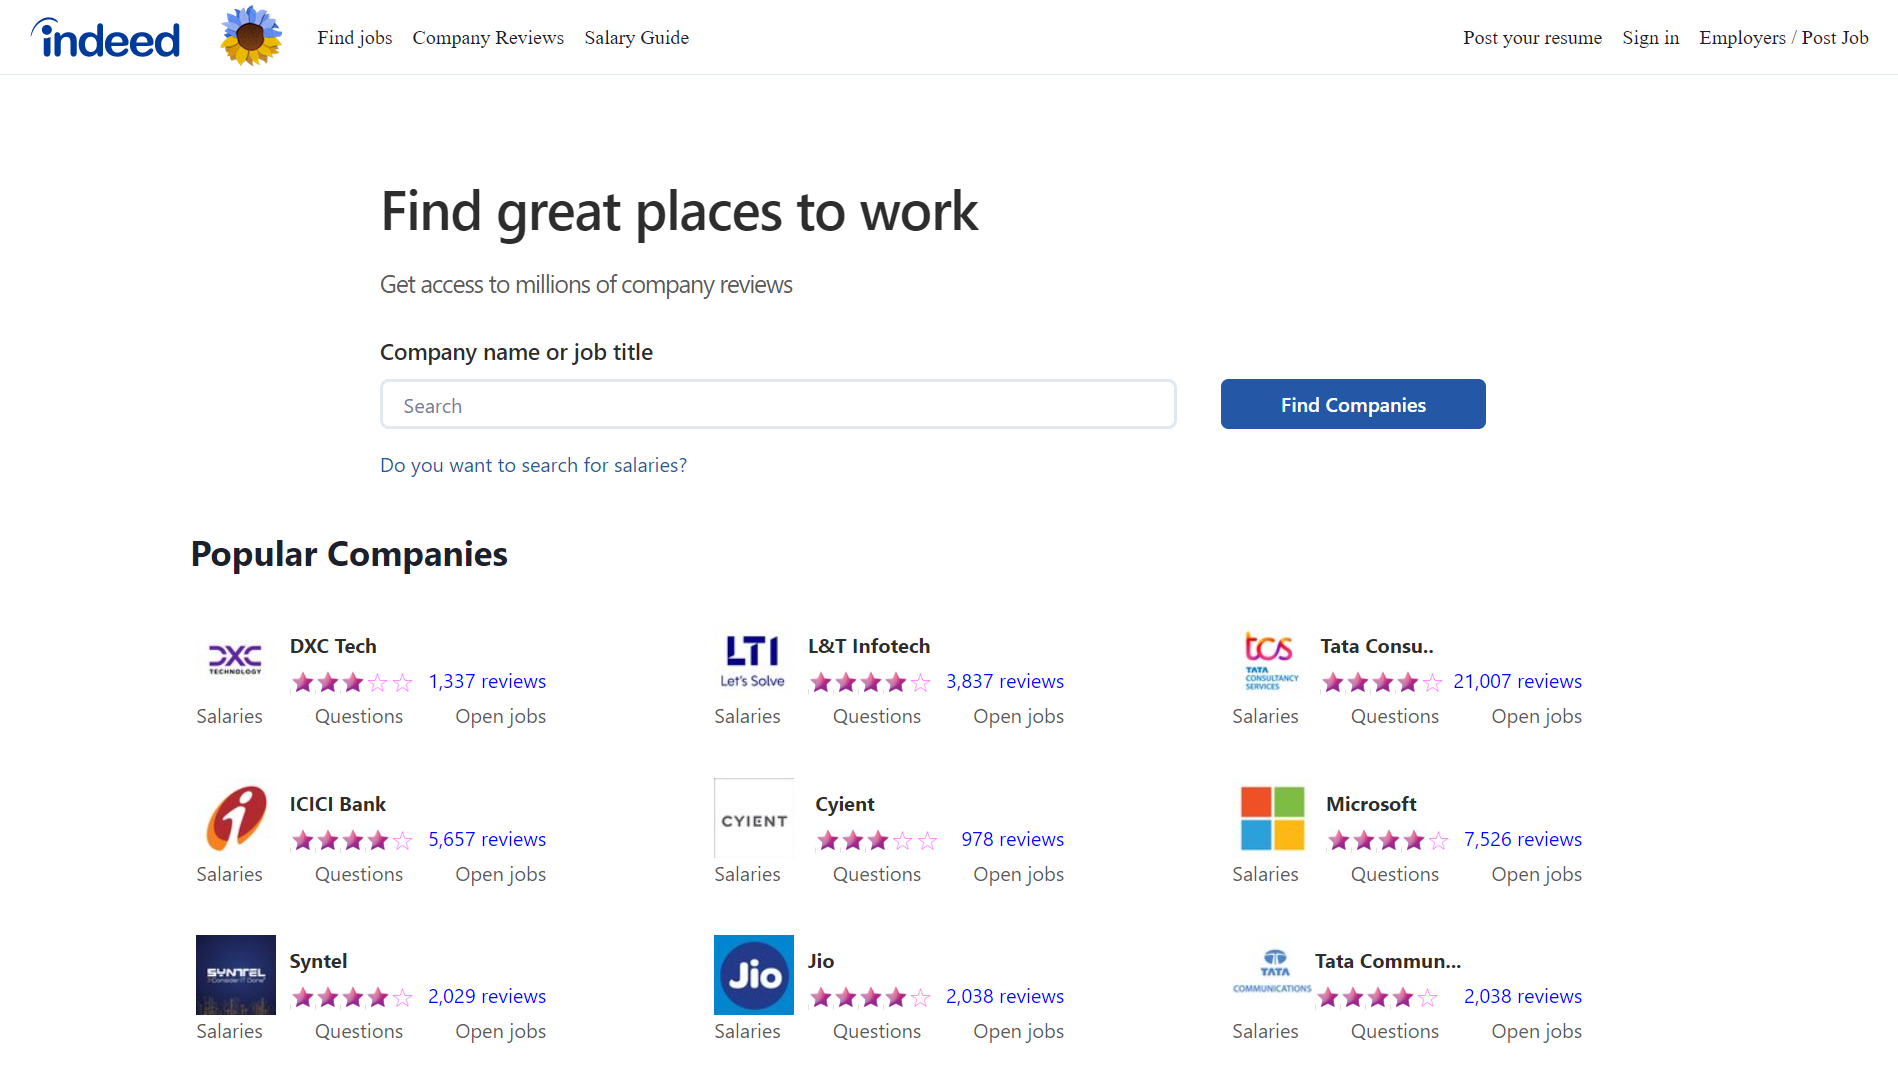 indeed Find jobs Company Reviews Salary Guide Post your resume Sign in Employers / Post Job
Find great places to work
Get access to millions of company reviews
Company name or job title
Search Find Companies
Do you want to search for salaries?
Popular Companies
DXC TECHNOLOGY
DXC Tech
1,337 reviews
Salaries Questions Open jobs
LTI
Let's Solve
L&T Infotech
3,837 reviews
Salaries Questions Open jobs
tcs
TATA
CONSULTANCY
SERVICES
Tata Consu..
21,007 reviews
Salaries Questions Open jobs
ICICI Bank
5,657 reviews
Salaries Questions Open jobs
CYIENT
Cyient
978 reviews
Salaries Questions Open jobs
Microsoft
7,526 reviews
Salaries Questions Open jobs
SYNTEL
Consider IT Done
Syntel
2,029 reviews
Salaries Questions Open jobs
Jio
Jio
2,038 reviews
Salaries Questions Open jobs
TATA
COMMUNICATIONS
Tata Commun...
2,038 reviews
Salaries Questions Open jobs